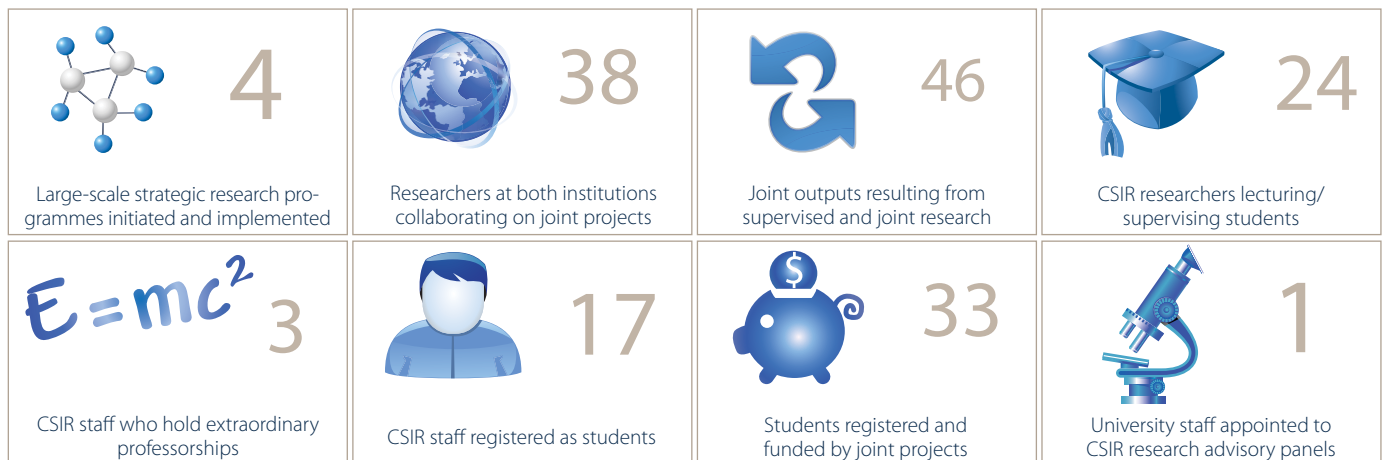 4
Large-scale strategic research pro-
grammes initiated and implemented
38
Researchers at both institutions
collaborating on joint projects
46
Joint outputs resulting from
supervised and joint research
24
CSIR researchers lecturing/
supervising students
E=mc²
3
CSIR staff who hold extraordinary
professorships
17
CSIR staff registered as students
$
33
Students registered and
funded by joint projects
1
University staff appointed to
CSIR research advisory panels